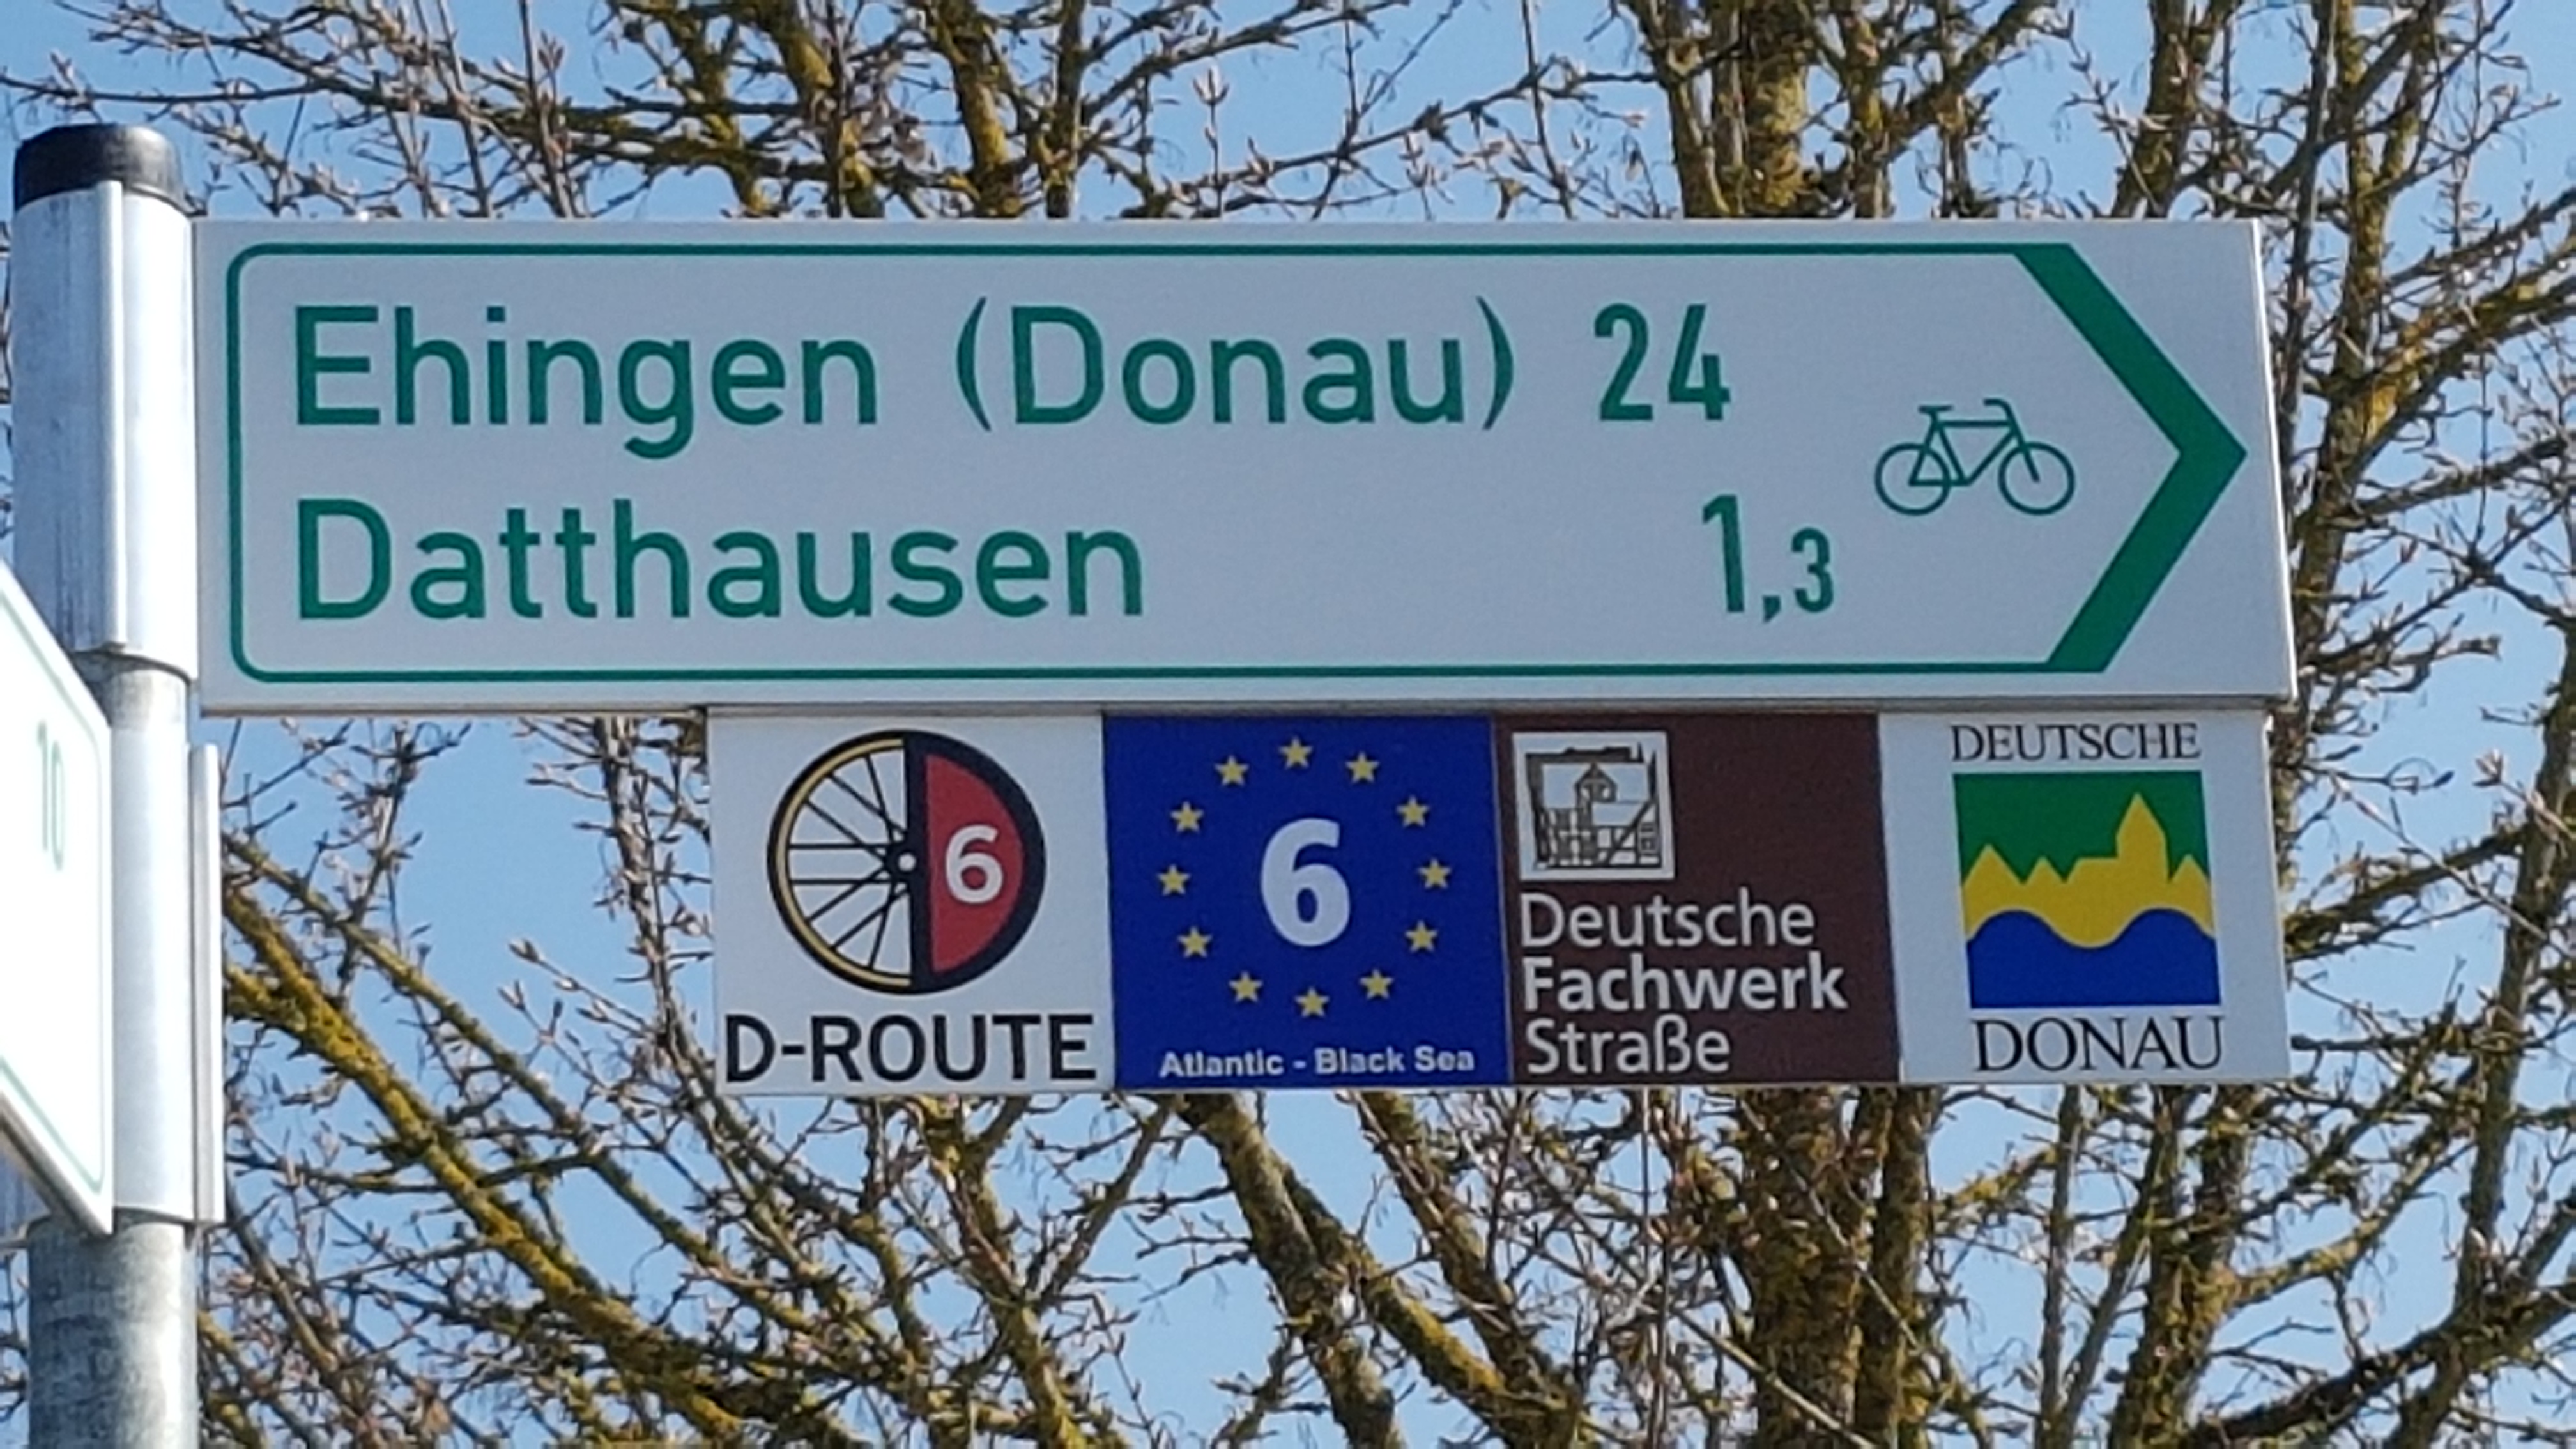 Ehingen (Donau) 24
Datthausen 1,3
10
6
D-ROUTE
6
Atlantic - Black Sea
Deutsche
Fachwerk
Straße
DEUTSCHE
DONAU